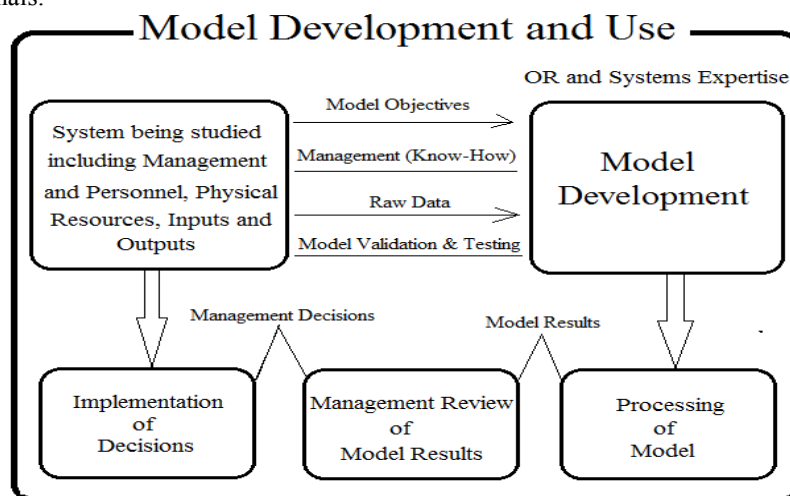 Model Development and Use
OR and Systems Expertise
System being studied
including Management
and Personnel, Physical
Resources, Inputs and
Outputs
Model Objectives
Management (Know-How)
Raw Data
Model Validation & Testing
Model
Development
Management Decisions
Model Results
Implementation
of
Decisions
Management Review
of
Model Results
Processing
of
Model